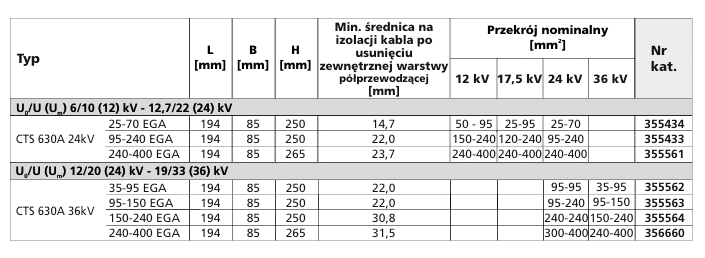 Typ L [mm] B [mm] H [mm] Min. średnica na izolacji kabla po usunięciu zewnętrznej warstwy półprzewodzącej [mm] Przekrój nominalny [mm²] Nr kat.
12 kV 17,5 kV 24 kV 36 kV
U₀/U (Uₘ) 6/10 (12) kV - 12,7/22 (24) kV
CTS 630A 24kV
25-70 EGA 194 85 250 14,7 50 - 95 25-95 25-70 355434
95-240 EGA 194 85 250 22,0 150-240 120-240 95-240 355433
240-400 EGA 194 85 265 23,7 240-400 240-400 240-400 355561
U₀/U (Uₘ) 12/20 (24) kV - 19/33 (36) kV
CTS 630A 36kV
35-95 EGA 194 85 250 22,0 95-95 35-95 355562
95-150 EGA 194 85 250 22,0 95-240 95-150 355563
150-240 EGA 194 85 250 30,8 240-240 150-240 355564
240-400 EGA 194 85 265 31,5 300-400 240-400 356660